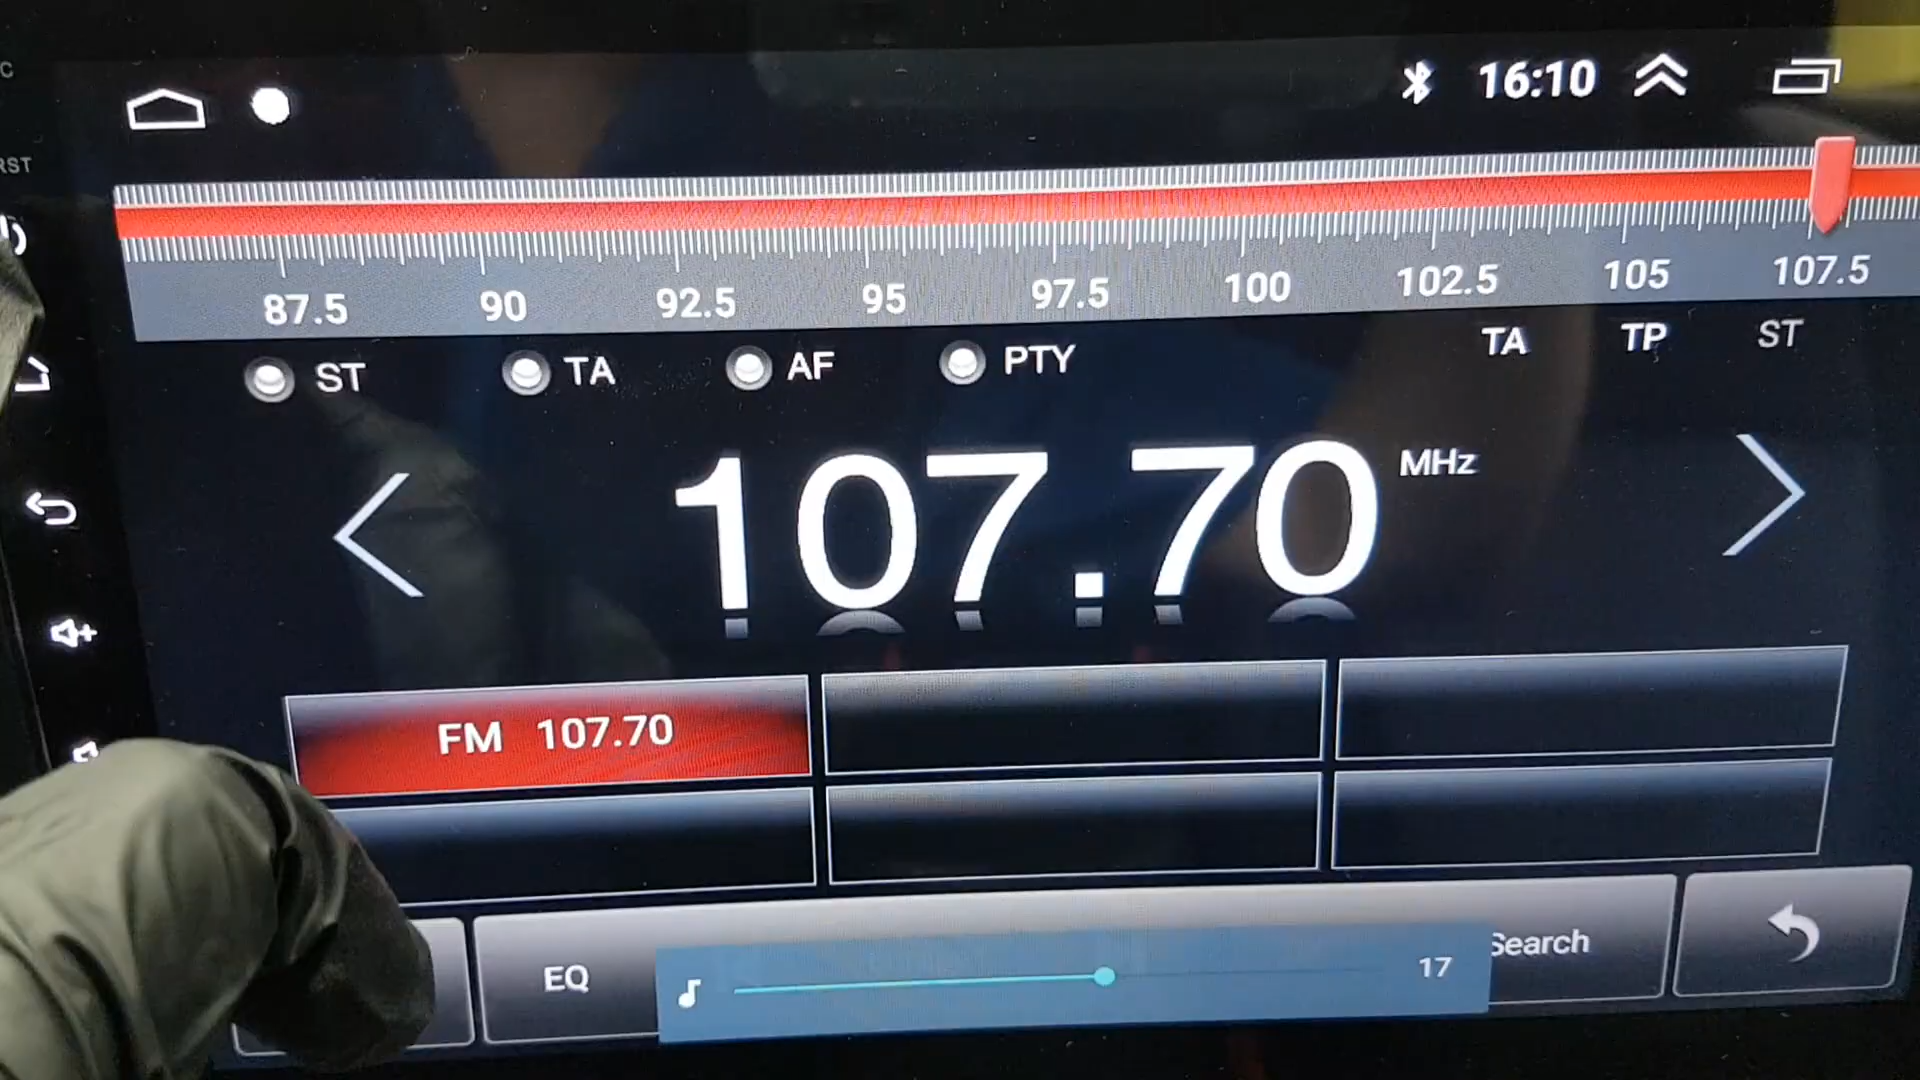 C
16:10
RST
87.5 90 92.5 95 97.5 100 102.5 105 107.5
ST TA AF PTY TA TP ST
107.70 MHz
FM 107.70
EQ Search
17